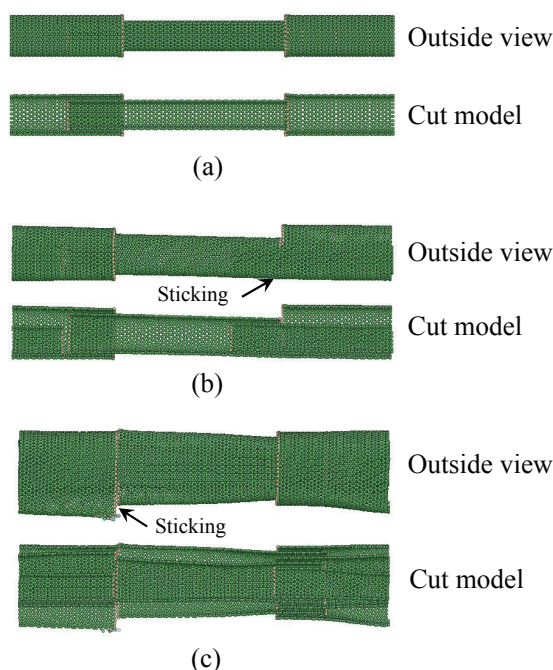 Outside view
Cut model
(a)
Outside view
Sticking
Cut model
(b)
Outside view
Sticking
Cut model
(c)